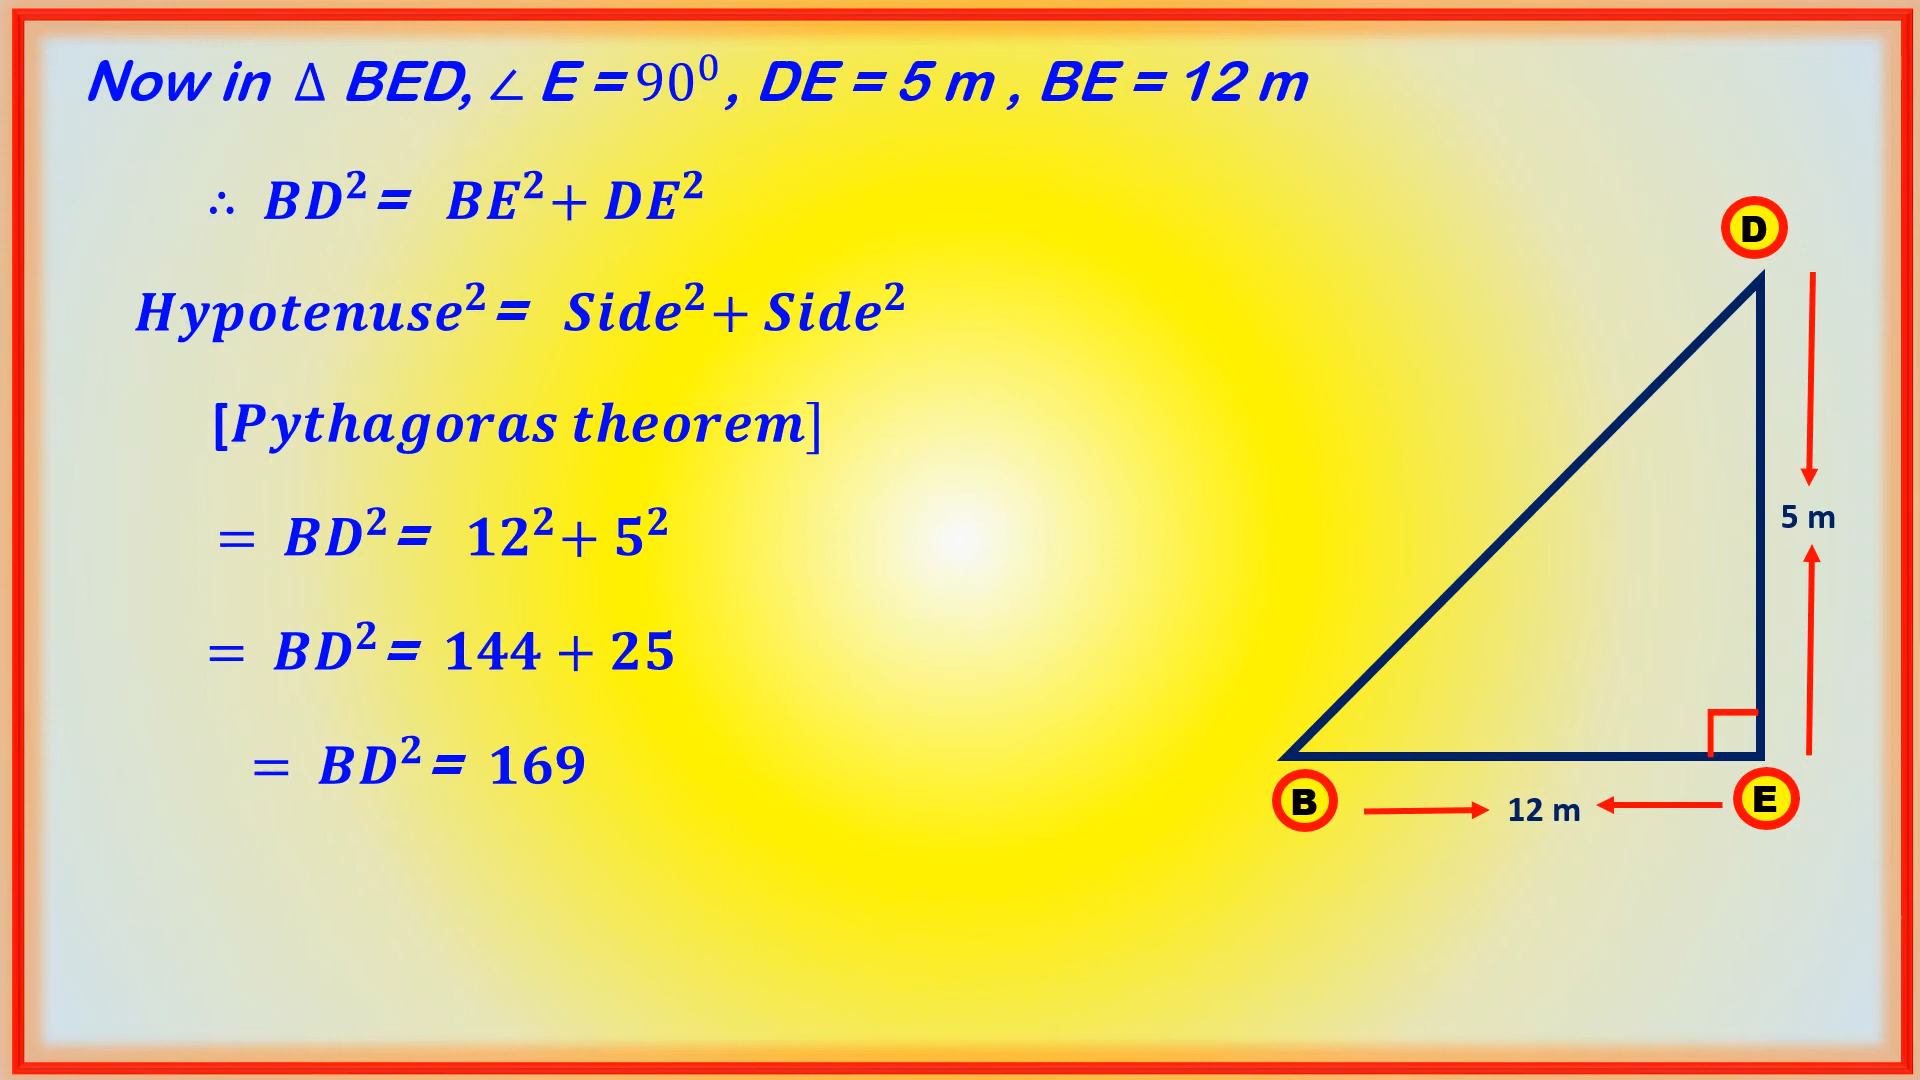 Now in Δ BED, ∠ E = 90⁰, DE = 5 m , BE = 12 m
∴ BD² = BE² + DE²
Hypotenuse² = Side² + Side²
[Pythagoras theorem]
= BD² = 12² + 5²
= BD² = 144 + 25
= BD² = 169
D
5 m
B
12 m
E